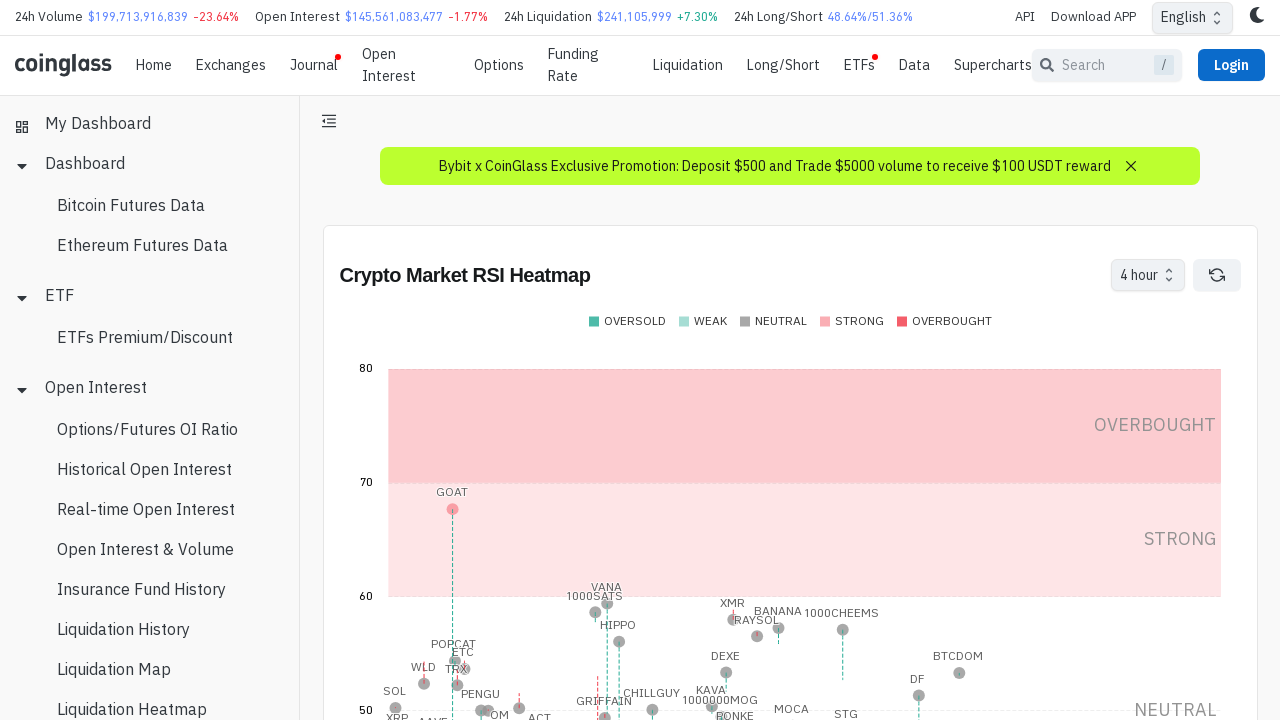 24h Volume $199,713,916,839 -23.64% Open Interest $145,561,083,477 -1.77% 24h Liquidation $241,105,999 +7.30% 24h Long/Short 48.64%/51.36% API Download APP English
coinglass Home Exchanges Journal Open Interest Options Funding Rate Liquidation Long/Short ETFs Data Supercharts Search / Login
My Dashboard
Dashboard
Bitcoin Futures Data
Ethereum Futures Data
ETF
ETFs Premium/Discount
Open Interest
Options/Futures OI Ratio
Historical Open Interest
Real-time Open Interest
Open Interest & Volume
Insurance Fund History
Liquidation History
Liquidation Map
Liquidation Heatmap
Bybit x CoinGlass Exclusive Promotion: Deposit $500 and Trade $5000 volume to receive $100 USDT reward
Crypto Market RSI Heatmap 4 hour
OVERSOLD WEAK NEUTRAL STRONG OVERBOUGHT
80
OVERBOUGHT
70
GOAT
STRONG
VANA
60 1000SATS
XMR
BANANA 1000CHEEMS
RAYSOL
HIPPO
POPCAT
ETC
DEXE BTCDOM
WLD TRX
DF
SOL PENGU CHILLGUY KAVA
GRIFFAIN 1000000MOG
50 MOCA NEUTRAL
XRP AAVE OM ACT RONKE STG